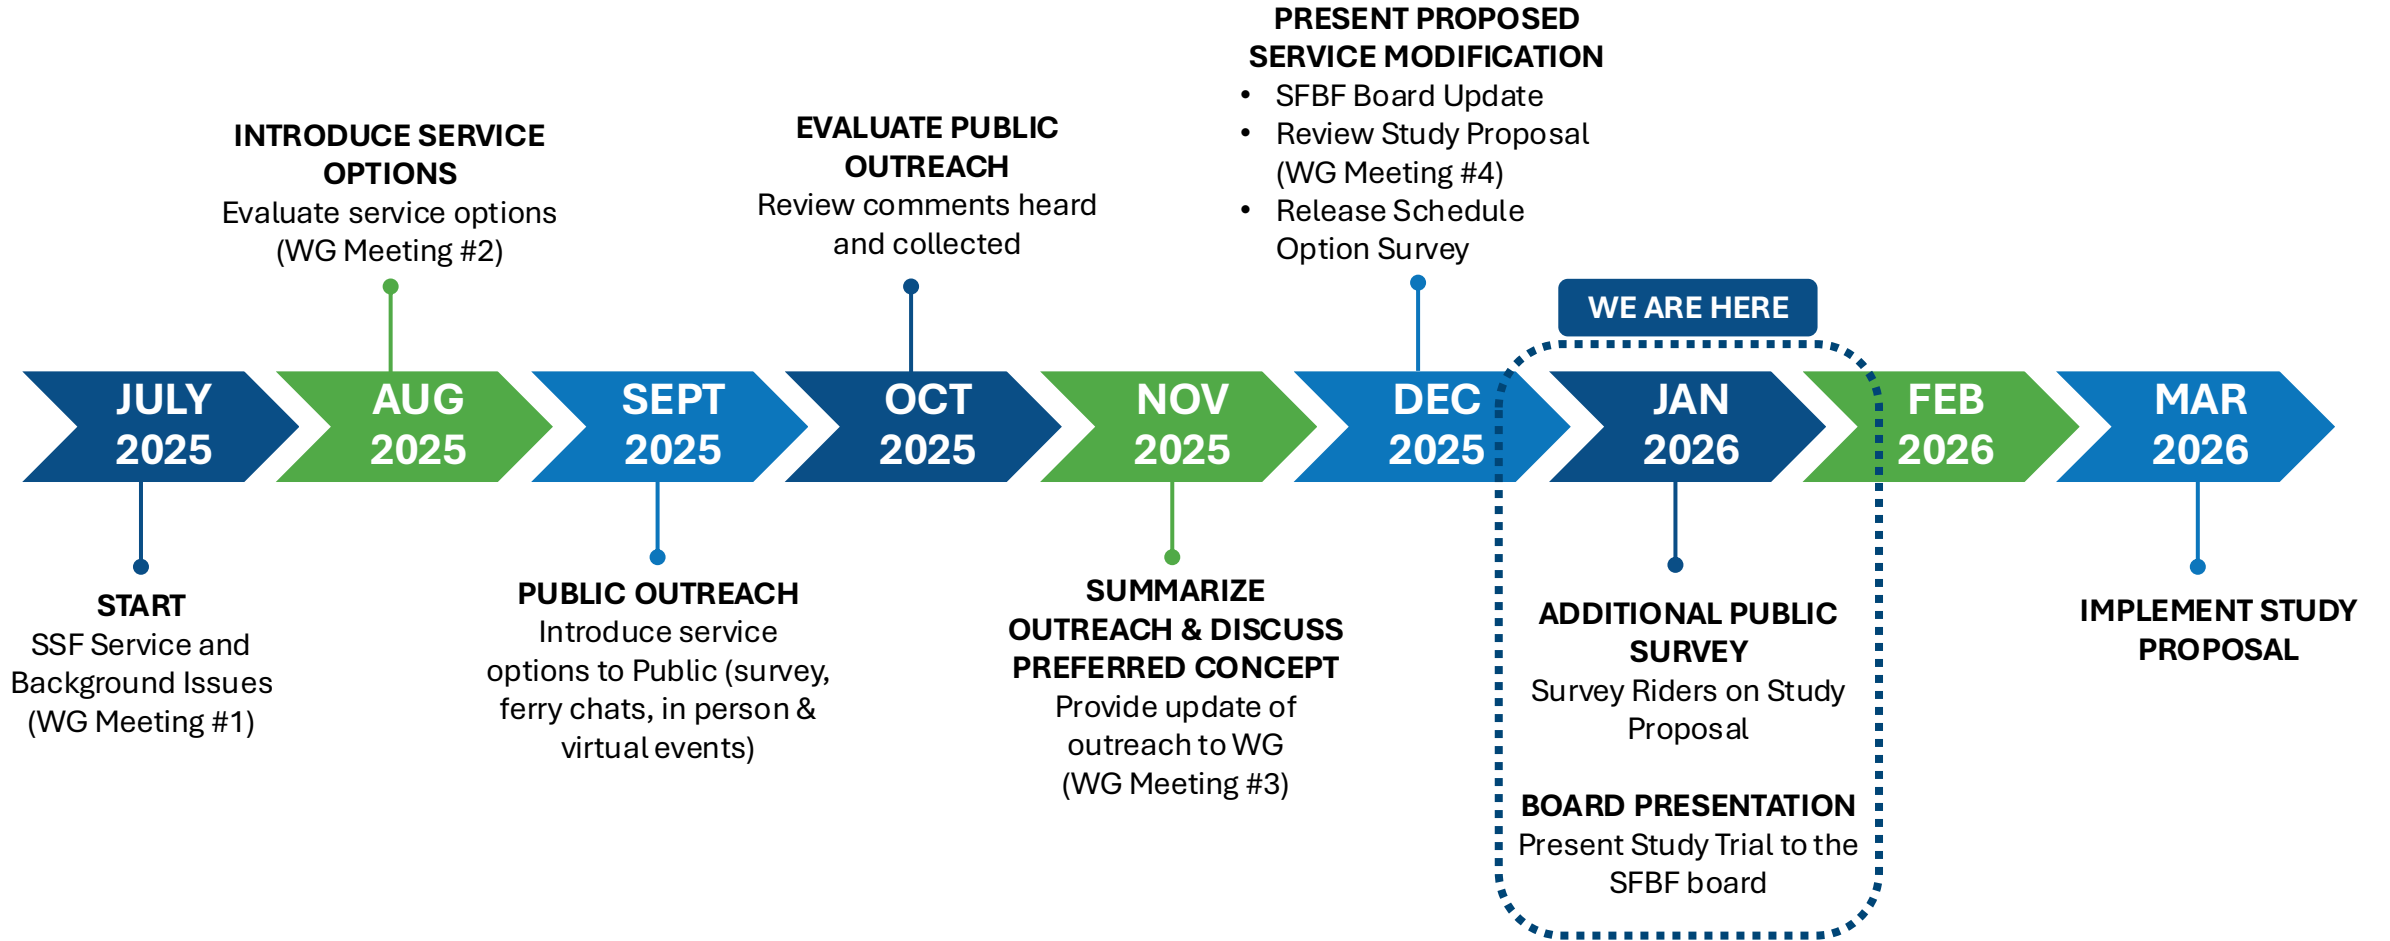 PRESENT PROPOSED
SERVICE MODIFICATION
• SFBF Board Update
• Review Study Proposal
(WG Meeting #4)
• Release Schedule
Option Survey
INTRODUCE SERVICE
OPTIONS
Evaluate service options
(WG Meeting #2)
EVALUATE PUBLIC
OUTREACH
Review comments heard
and collected
WE ARE HERE
JULY
2025
AUG
2025
SEPT
2025
OCT
2025
NOV
2025
DEC
2025
JAN
2026
FEB
2026
MAR
2026
START
SSF Service and
Background Issues
(WG Meeting #1)
PUBLIC OUTREACH
Introduce service
options to Public (survey,
ferry chats, in person &
virtual events)
SUMMARIZE
OUTREACH & DISCUSS
PREFERRED CONCEPT
Provide update of
outreach to WG
(WG Meeting #3)
ADDITIONAL PUBLIC
SURVEY
Survey Riders on Study
Proposal
BOARD PRESENTATION
Present Study Trial to the
SFBF board
IMPLEMENT STUDY
PROPOSAL